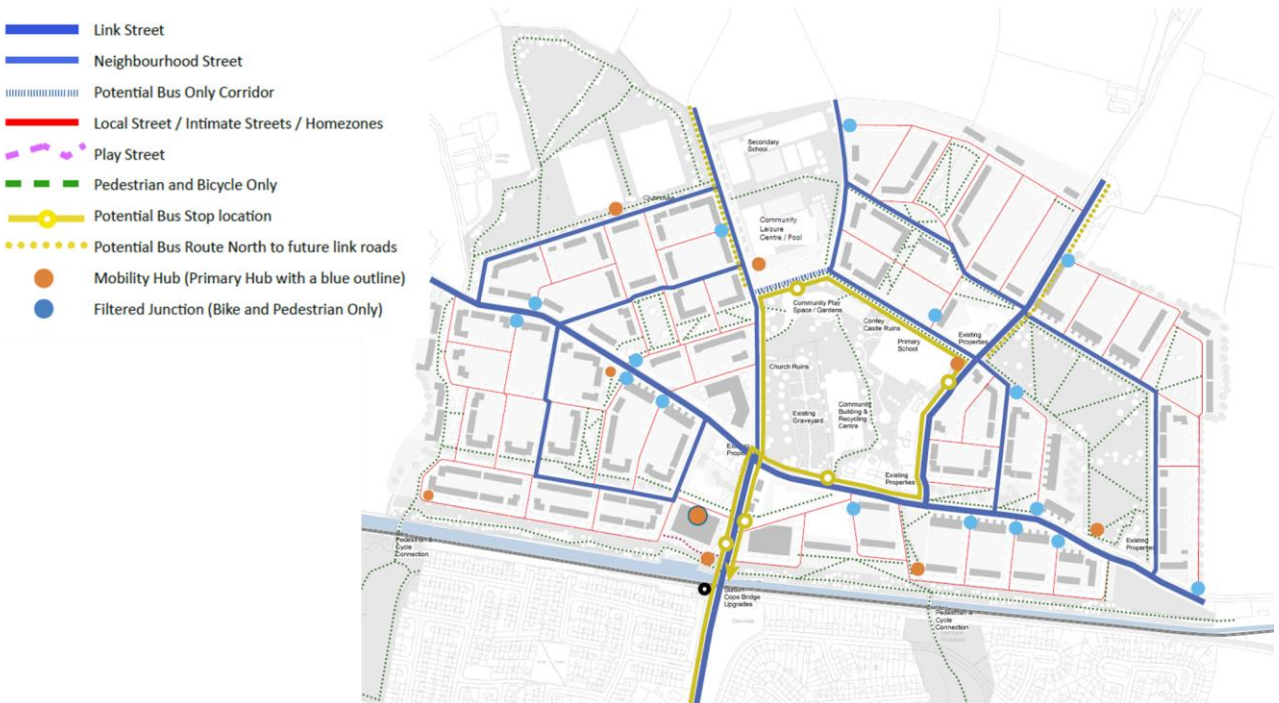 Link Street
Neighbourhood Street
Potential Bus Only Corridor
Local Street / Intimate Streets / Homezones
Play Street
Pedestrian and Bicycle Only
Potential Bus Stop location
Potential Bus Route North to future link roads
Mobility Hub (Primary Hub with a blue outline)
Filtered Junction (Bike and Pedestrian Only)
Secondary
School
Community
Leisure
Centre / Pool
Community Play
Space / Gardens
Confey
Castle Ruins
Primary
School
Existing
Properties
Church Ruins
Existing
Graveyard
Community
Building &
Recycling
Centre
Existing
Properties
Existing
Properties
Pedestrian &
Cycle
Connection
Cope Bridge
Upgrades
Pedestrian &
Cycle
Connection